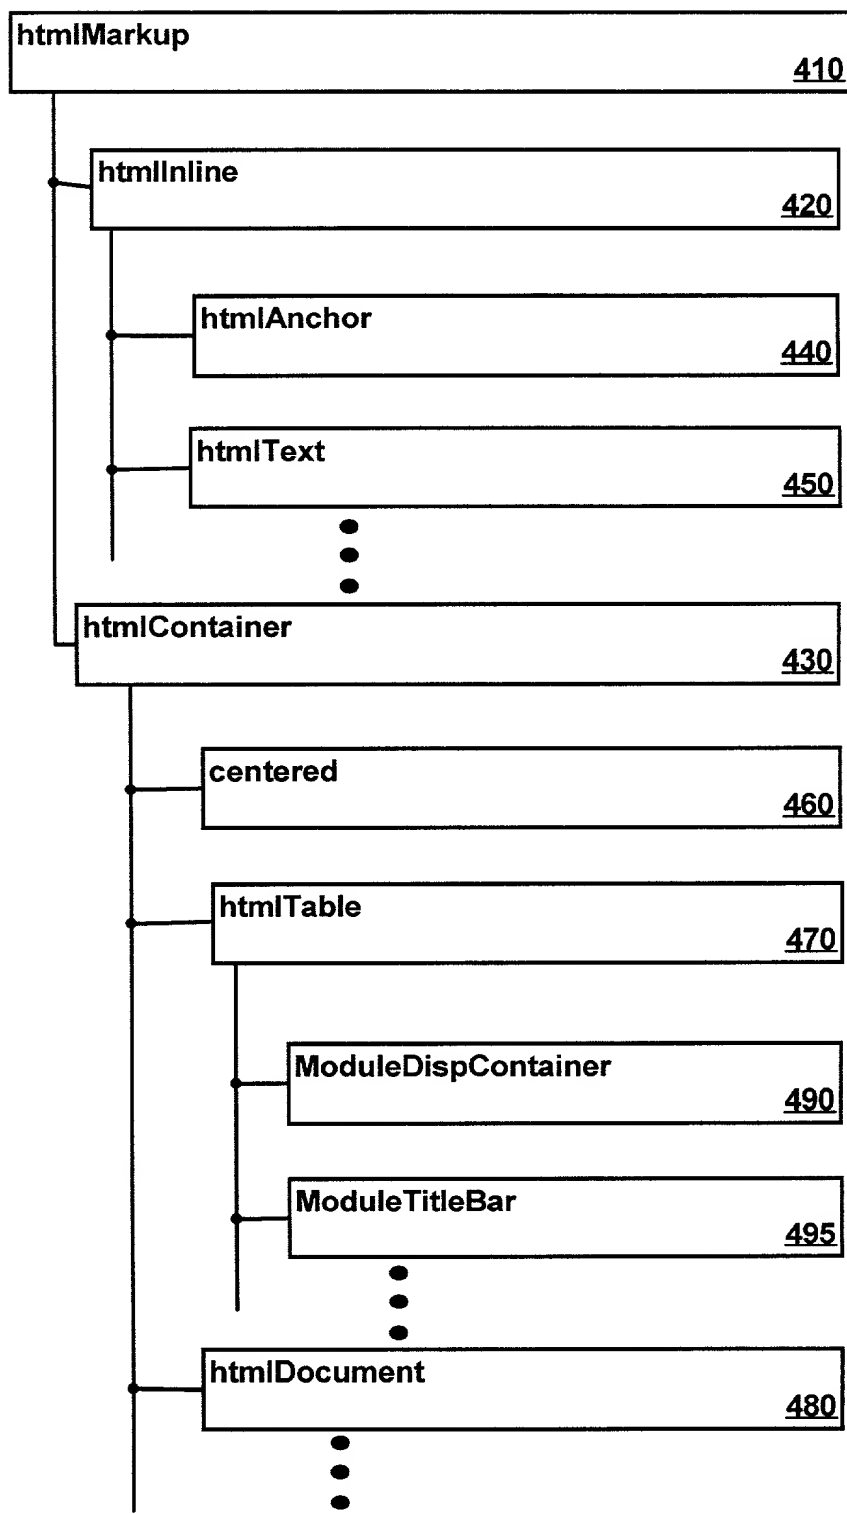 htmlMarkup
410
htmlInline
420
htmlAnchor
440
htmlText
450
htmlContainer
430
centered
460
htmlTable
470
ModuleDispContainer
490
ModuleTitleBar
495
htmlDocument
480